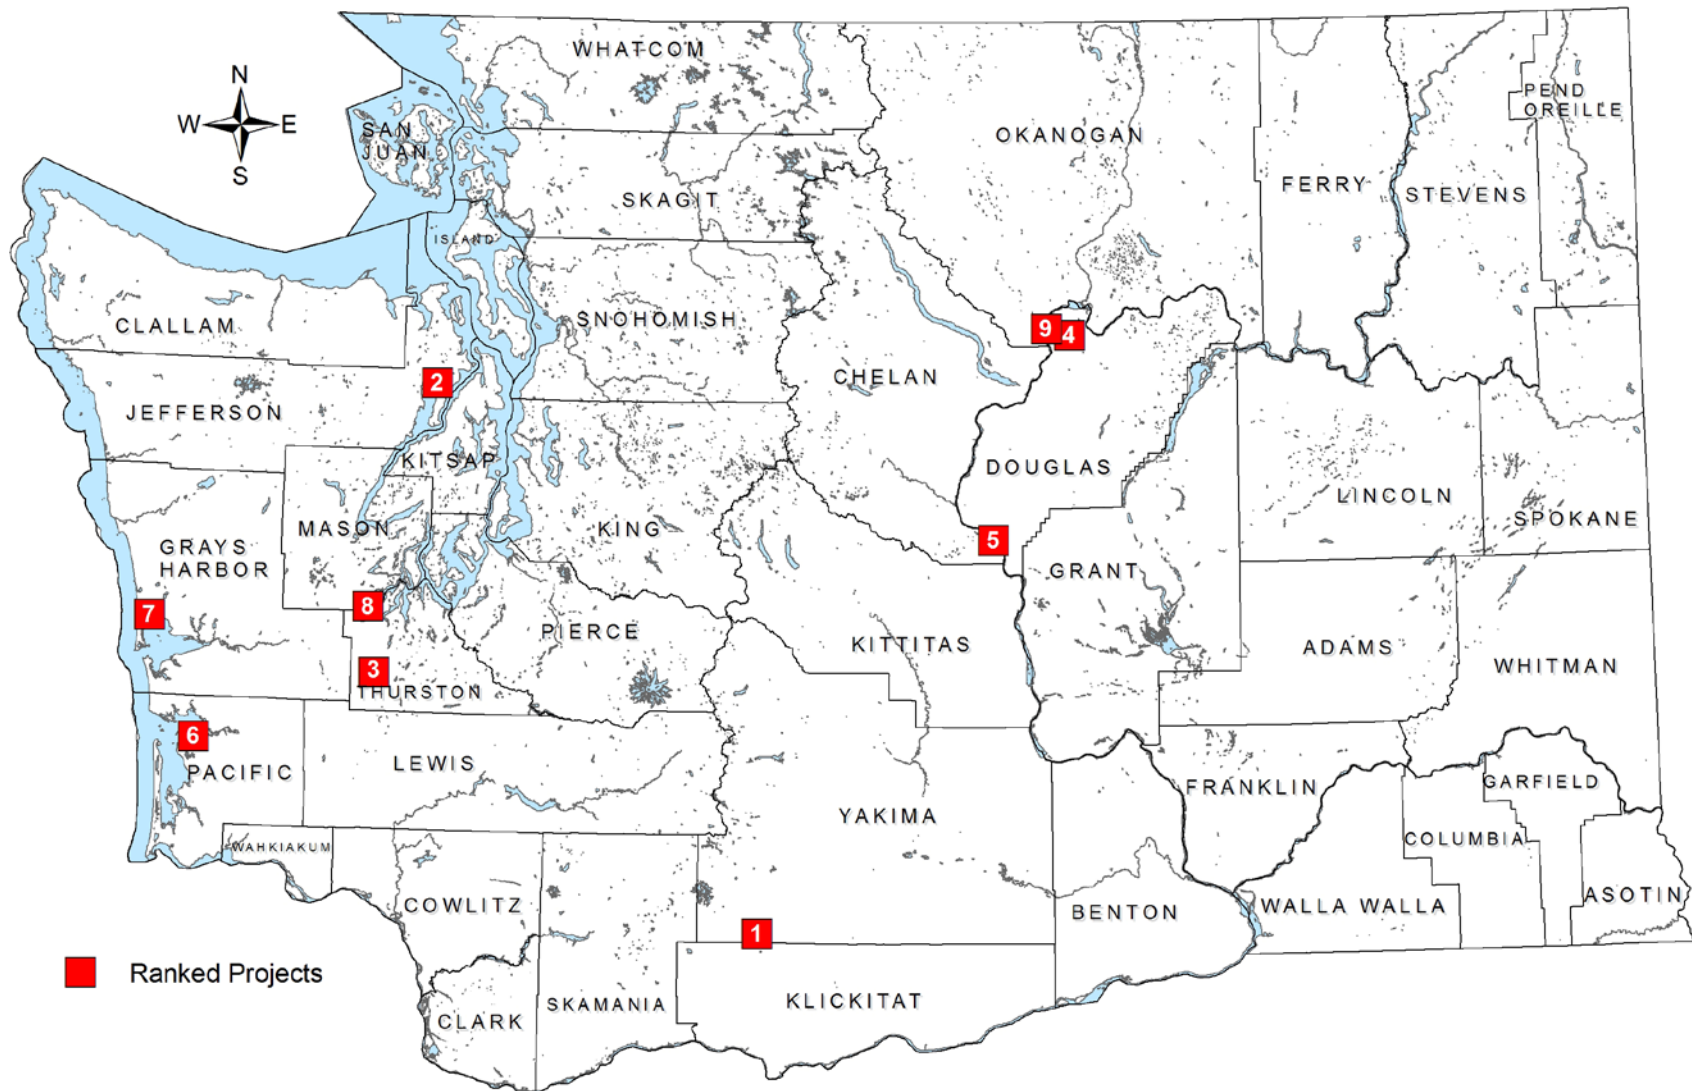 WHATCOM
N
W E
S
SAN
JUAN
OKANOGAN
PEND
OREILLE
FERRY
STEVENS
SKAGIT
ISLAND
CLALLAM
SNOHOMISH
9
4
2
CHELAN
JEFFERSON
KITSAP
DOUGLAS
LINCOLN
SPOKANE
MASON
KING
GRAYS
HARBOR
5
GRANT
7
8
PIERCE
KITTITAS
ADAMS
WHITMAN
3
THURSTON
6
PACIFIC
LEWIS
YAKIMA
FRANKLIN
GARFIELD
COLUMBIA
WAHKIAKUM
COWLITZ
BENTON
WALLA WALLA
ASOTIN
1
Ranked Projects
SKAMANIA
KLICKITAT
CLARK